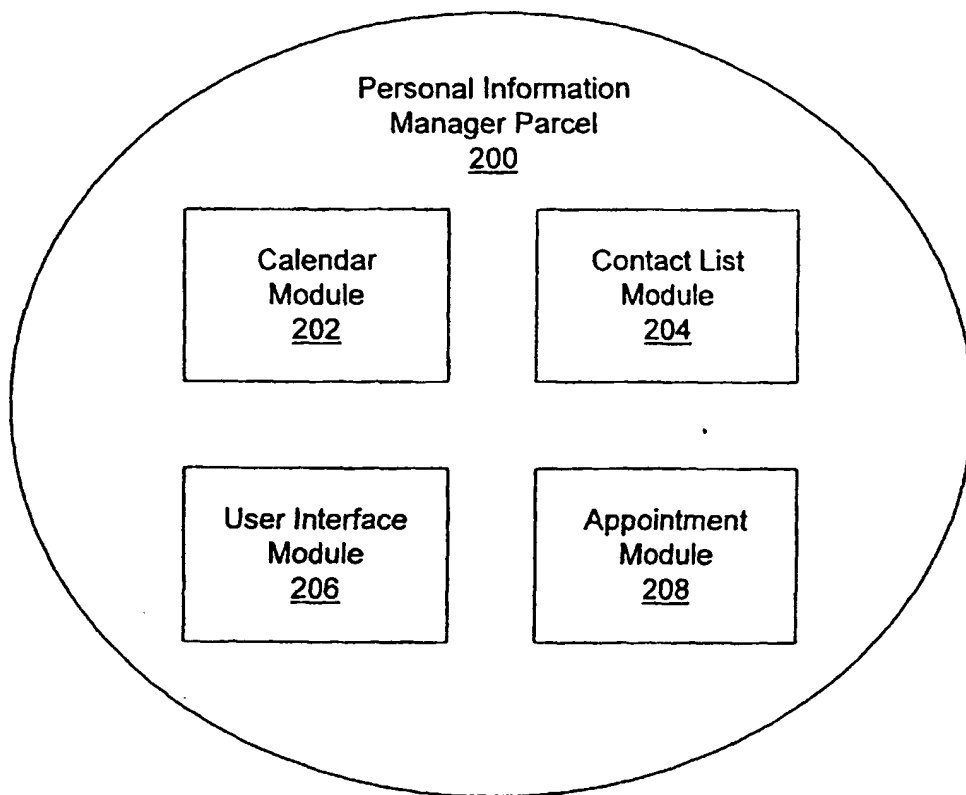 Personal Information
Manager Parcel
200
Calendar
Module
202
Contact List
Module
204
User Interface
Module
206
Appointment
Module
208